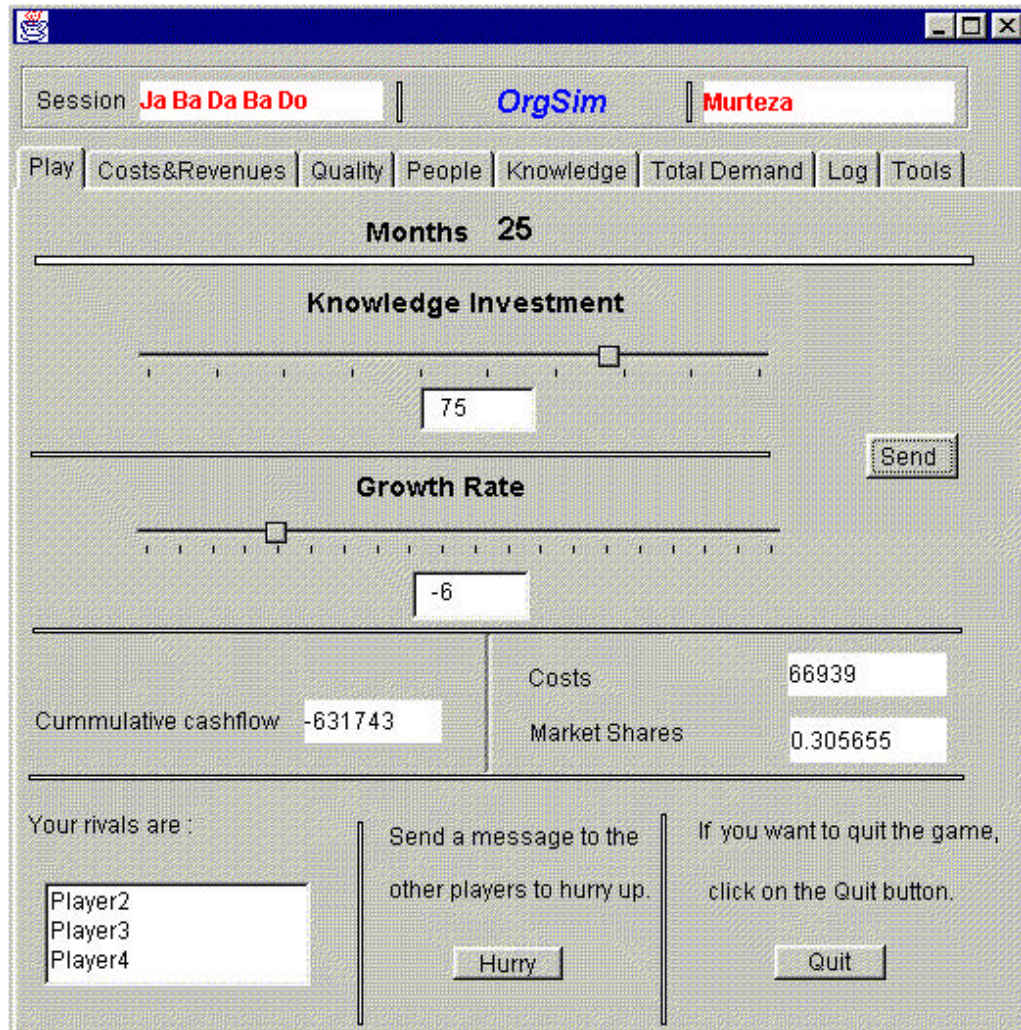 Session Ja Ba Da Ba Do OrgSim Murteza
Play Costs&Revenues Quality People Knowledge Total Demand Log Tools
Months 25
Knowledge Investment
75
Send
Growth Rate
-6
Costs 66939
Cummulative cashflow -631743
Market Shares 0.305655
Your rivals are :
Player2
Player3
Player4
Send a message to the
other players to hurry up.
Hurry
If you want to quit the game,
click on the Quit button.
Quit